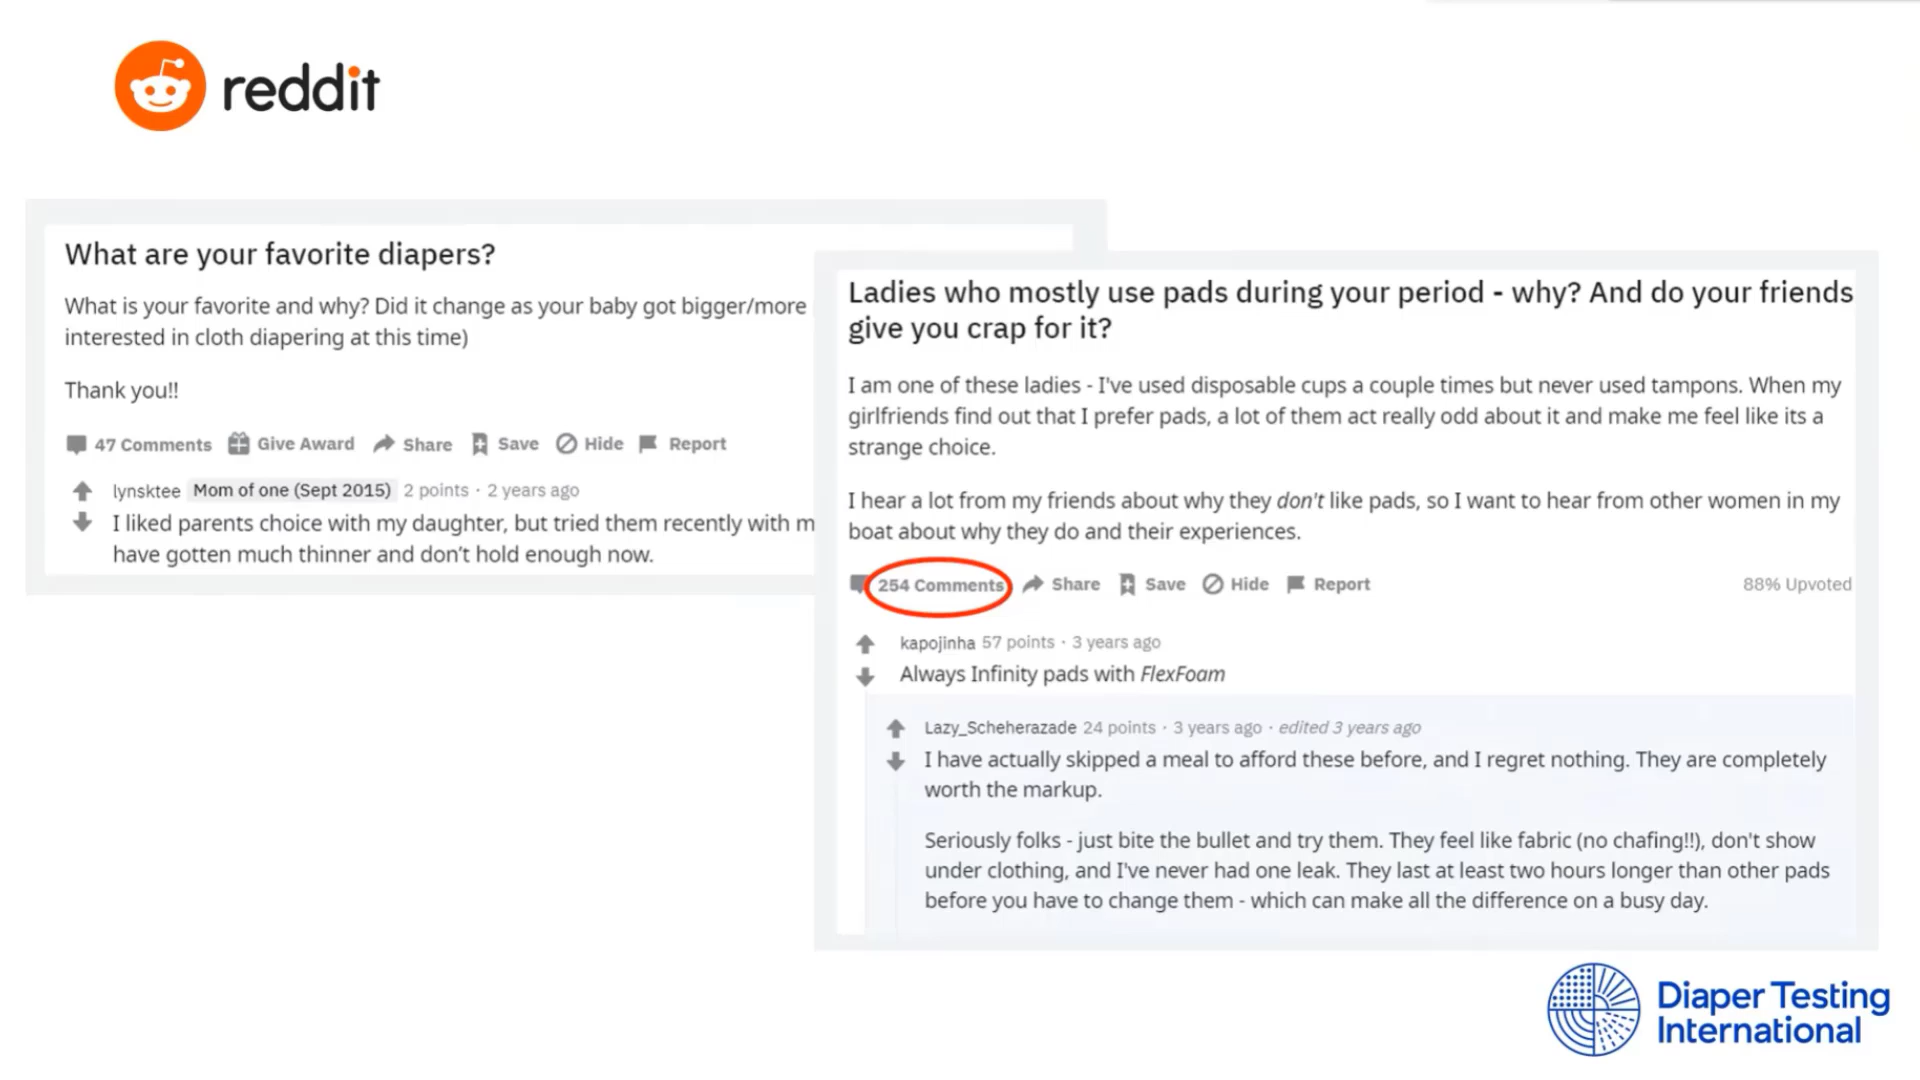 reddit
What are your favorite diapers?
What is your favorite and why? Did it change as your baby got bigger/more
interested in cloth diapering at this time)
Thank you!!
47 Comments Give Award Share Save Hide Report
lynsktee Mom of one (Sept 2015) 2 points · 2 years ago
I liked parents choice with my daughter, but tried them recently with
have gotten much thinner and don't hold enough now.
Ladies who mostly use pads during your period - why? And do your friends
give you crap for it?
I am one of these ladies - I've used disposable cups a couple times but never used tampons. When my
girlfriends find out that I prefer pads, a lot of them act really odd about it and make me feel like its a
strange choice.
I hear a lot from my friends about why they don't like pads, so I want to hear from other women in my
boat about why they do and their experiences.
254 Comments Share Save Hide Report 88% Upvoted
kapojinha 57 points · 3 years ago
Always Infinity pads with FlexFoam
Lazy_Scheherazade 24 points · 3 years ago · edited 3 years ago
I have actually skipped a meal to afford these before, and I regret nothing. They are completely
worth the markup.
Seriously folks - just bite the bullet and try them. They feel like fabric (no chafing!!), don't show
under clothing, and I've never had one leak. They last at least two hours longer than other pads
before you have to change them - which can make all the difference on a busy day.
Diaper Testing
International